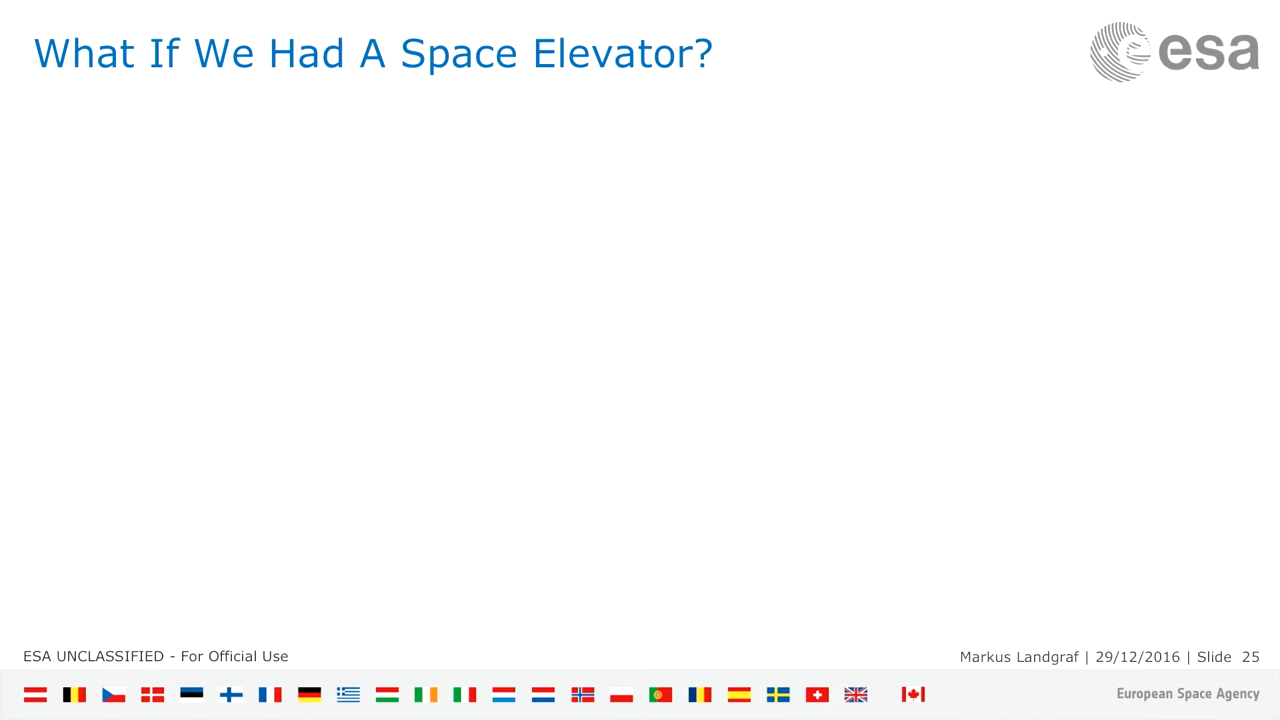 What If We Had A Space Elevator?
esa
ESA UNCLASSIFIED - For Official Use
Markus Landgraf | 29/12/2016 | Slide 25
European Space Agency